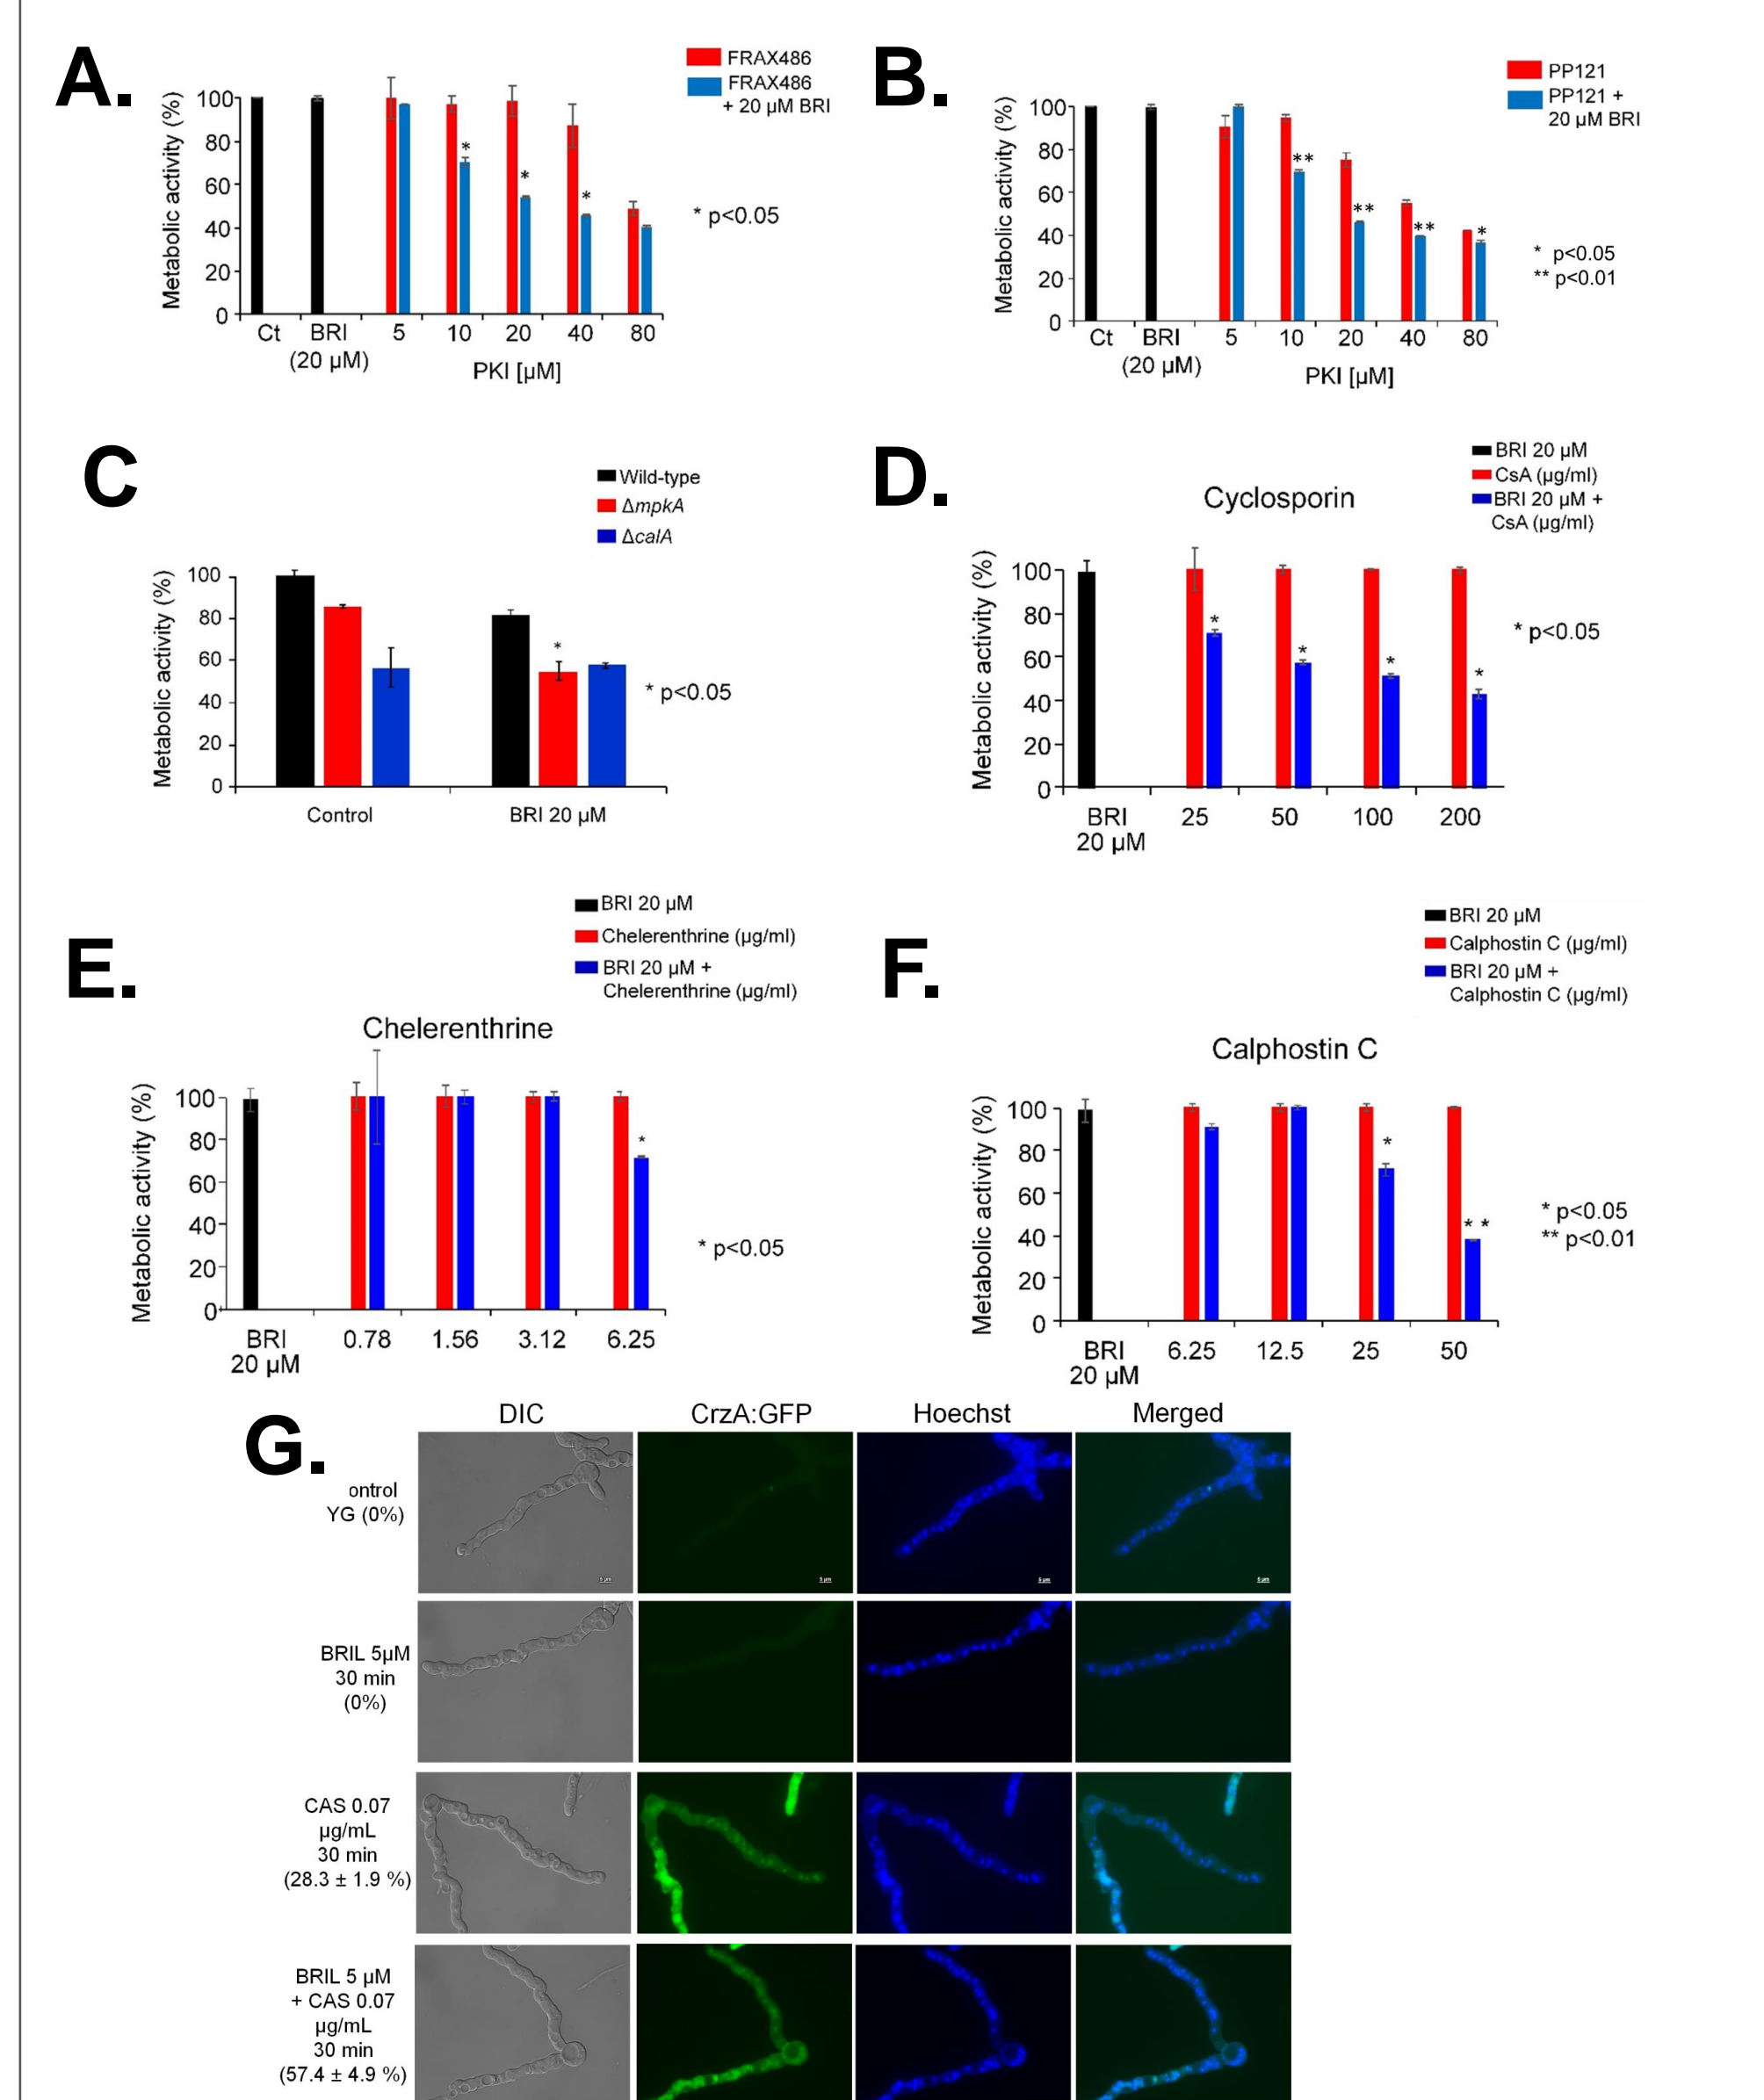 A.
FRAX486
FRAX486
+ 20 µM BRI
Metabolic activity (%)
100
80
60
40
20
0
* * *
* p<0.05
Ct BRI 5 10 20 40 80
(20 µM)
PKI [µM]
B.
PP121
PP121 +
20 µM BRI
Metabolic activity (%)
100
80
60
40
20
0
** ** ** *
* p<0.05
** p<0.01
Ct BRI 5 10 20 40 80
(20 µM)
PKI [µM]
C
Wild-type
ΔmpkA
ΔcalA
Metabolic activity (%)
100
80
60
40
20
0
*
* p<0.05
Control BRI 20 µM
D.
BRI 20 µM
CsA (µg/ml)
BRI 20 µM +
CsA (µg/ml)
Cyclosporin
Metabolic activity (%)
100
80
60
40
20
0
* * * *
* p<0.05
BRI 25 50 100 200
20 µM
E.
BRI 20 µM
Chelerenthrine (µg/ml)
BRI 20 µM +
Chelerenthrine (µg/ml)
Chelerenthrine
Metabolic activity (%)
100
80
60
40
20
0
*
* p<0.05
BRI 0.78 1.56 3.12 6.25
20 µM
F.
BRI 20 µM
Calphostin C (µg/ml)
BRI 20 µM +
Calphostin C (µg/ml)
Calphostin C
Metabolic activity (%)
100
80
60
40
20
0
* * *
* p<0.05
** p<0.01
BRI 6.25 12.5 25 50
20 µM
G.
DIC CrzA:GFP Hoechst Merged
ontrol
YG (0%)
5 µm 5 µm 5 µm 5 µm
BRIL 5µM
30 min
(0%)
CAS 0.07
µg/mL
30 min
(28.3 ± 1.9 %)
BRIL 5 µM
+ CAS 0.07
µg/mL
30 min
(57.4 ± 4.9 %)